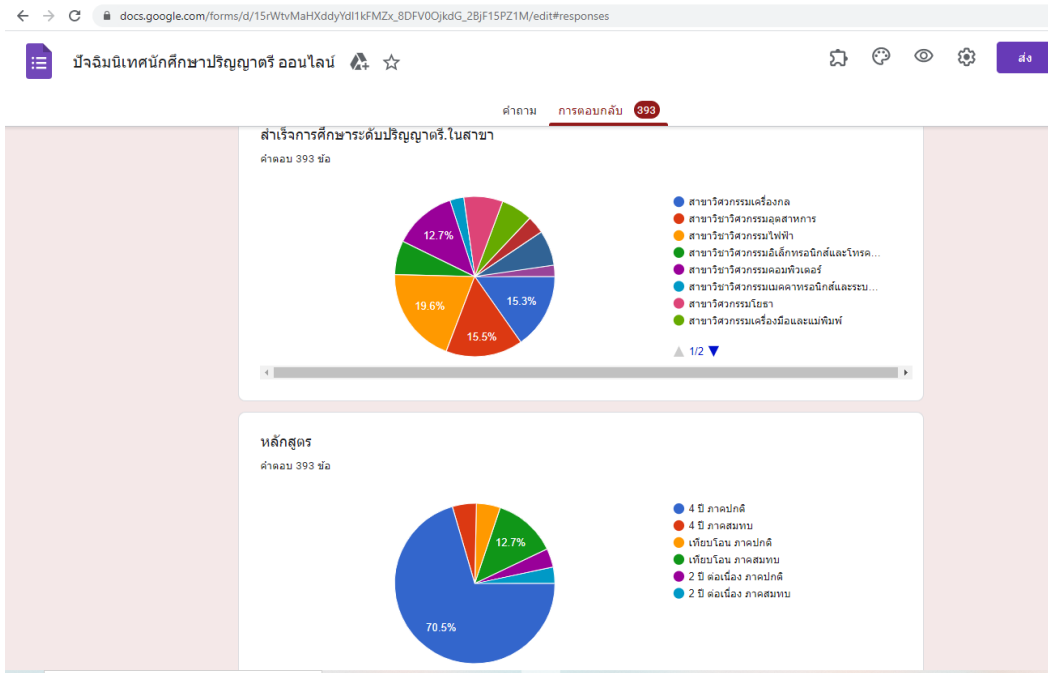 docs.google.com/forms/d/15rWtvMaHXddyYdI1kFMZx_8DFV0OjkdG_2BjF15PZ1M/edit#responses
ปัจฉิมนิเทศนักศึกษาปริญญาตรี ออนไลน์
ส่ง
คำถาม การตอบกลับ 393
สำเร็จการศึกษาระดับปริญญาตรี.ในสาขา
คำตอบ 393 ข้อ
12.7%
19.6%
15.3%
15.5%
สาขาวิศวกรรมเครื่องกล
สาขาวิชาวิศวกรรมอุตสาหการ
สาขาวิศวกรรมไฟฟ้า
สาขาวิชาวิศวกรรมอิเล็กทรอนิกส์และโทรค...
สาขาวิชาวิศวกรรมคอมพิวเตอร์
สาขาวิชาวิศวกรรมเมคคาทรอนิกส์และระบ...
สาขาวิศวกรรมโยธา
สาขาวิศวกรรมเครื่องมือและแม่พิมพ์
1/2
หลักสูตร
คำตอบ 393 ข้อ
12.7%
70.5%
4 ปี ภาคปกติ
4 ปี ภาคสมทบ
เทียบโอน ภาคปกติ
เทียบโอน ภาคสมทบ
2 ปี ต่อเนื่อง ภาคปกติ
2 ปี ต่อเนื่อง ภาคสมทบ